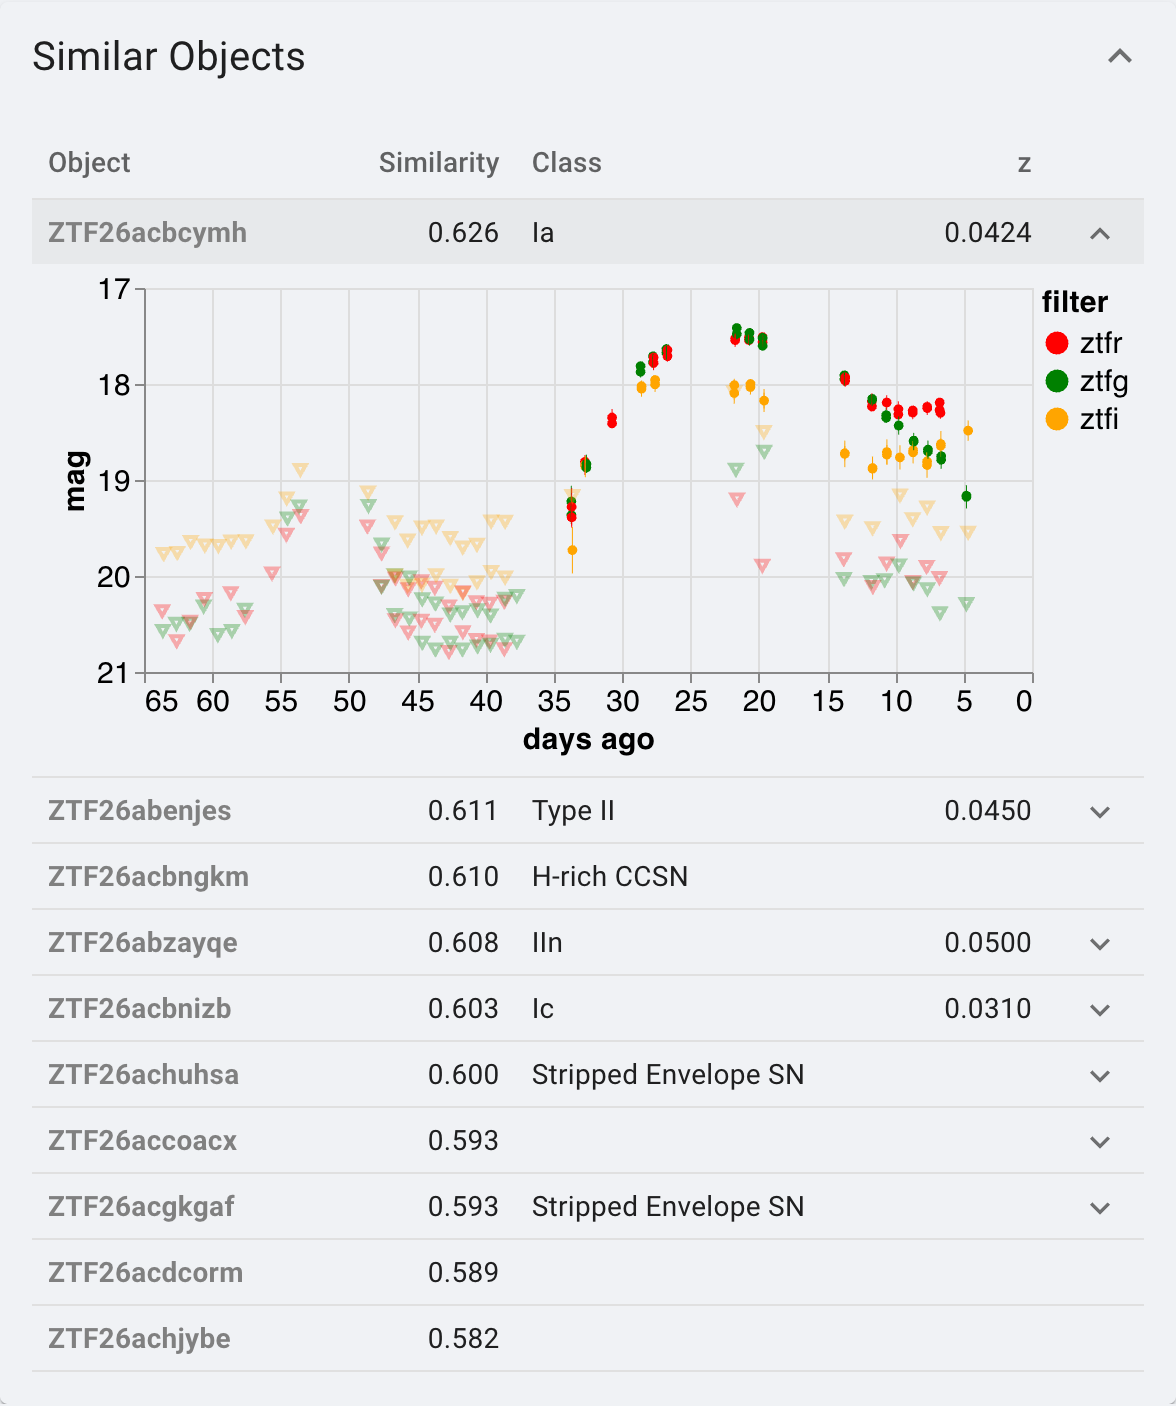 Similar Objects
Object Similarity Class z
ZTF26acbcymh 0.626 Ia 0.0424
17
18
19
20
21
mag
65 60 55 50 45 40 35 30 25 20 15 10 5 0
days ago
filter
ztfr
ztfg
ztfi
ZTF26abenjes 0.611 Type II 0.0450
ZTF26acbngkm 0.610 H-rich CCSN
ZTF26abzayqe 0.608 IIn 0.0500
ZTF26acbnizb 0.603 Ic 0.0310
ZTF26achuhsa 0.600 Stripped Envelope SN
ZTF26accoacx 0.593
ZTF26acgkgaf 0.593 Stripped Envelope SN
ZTF26acdcorm 0.589
ZTF26achjybe 0.582